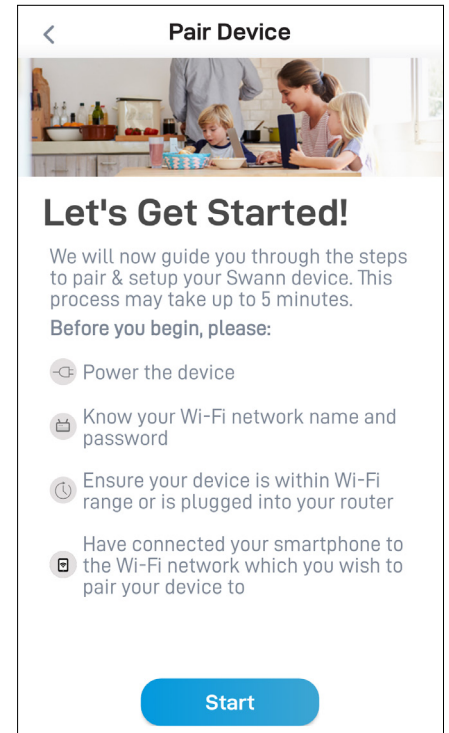 Pair Device
Let's Get Started!
We will now guide you through the steps
to pair & setup your Swann device. This
process may take up to 5 minutes.
Before you begin, please:
Power the device
Know your Wi-Fi network name and
password
Ensure your device is within Wi-Fi
range or is plugged into your router
Have connected your smartphone to
the Wi-Fi network which you wish to
pair your device to
Start